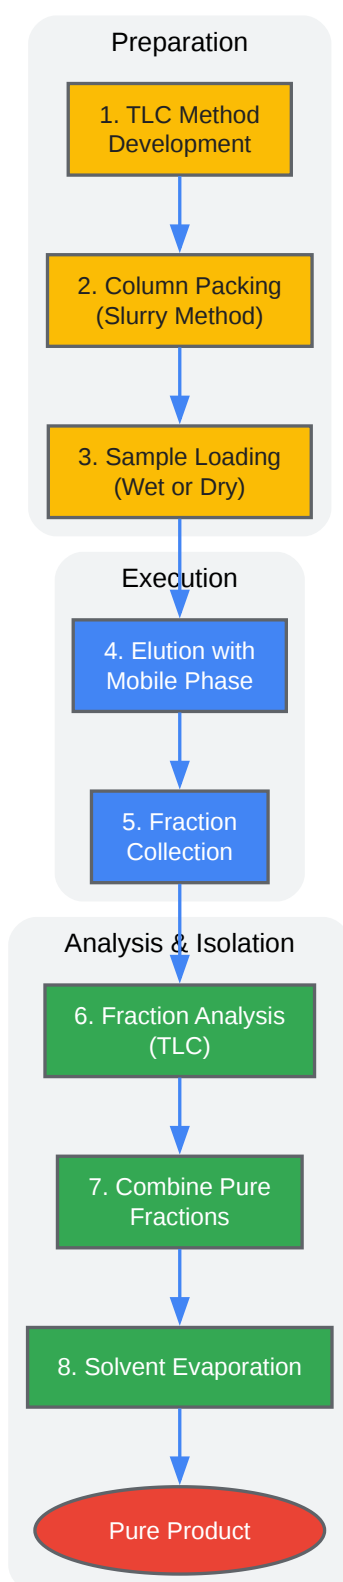 Preparation
1. TLC Method
Development
2. Column Packing
(Slurry Method)
3. Sample Loading
(Wet or Dry)
Execution
4. Elution with
Mobile Phase
5. Fraction
Collection
Analysis & Isolation
6. Fraction Analysis
(TLC)
7. Combine Pure
Fractions
8. Solvent Evaporation
Pure Product